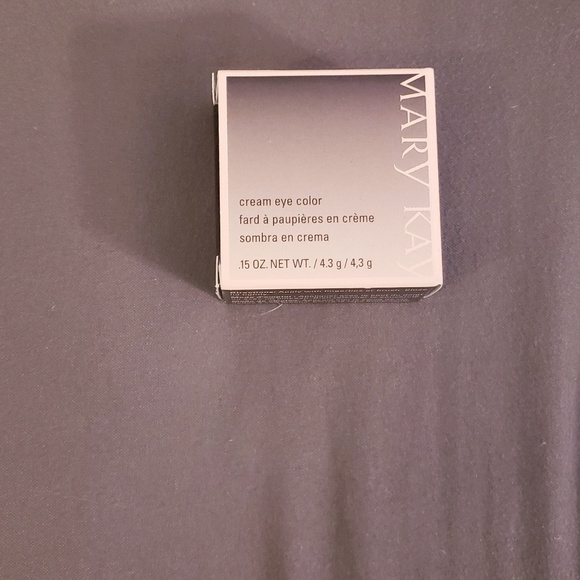 MARY KAY
cream eye color
fard à paupières en crème
sombra en crema
.15 OZ. NET WT. / 4.3 g / 4,3 g